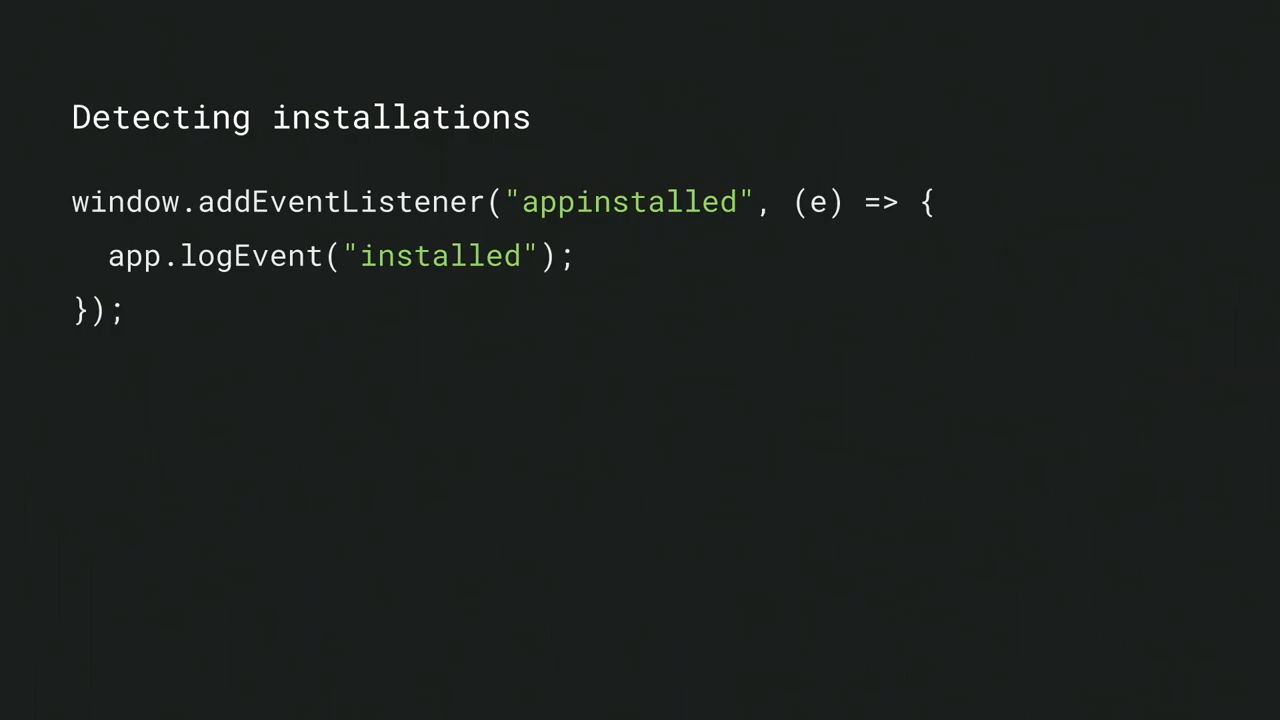 Detecting installations
window.addEventListener("appinstalled", (e) => {
  app.logEvent("installed");
});